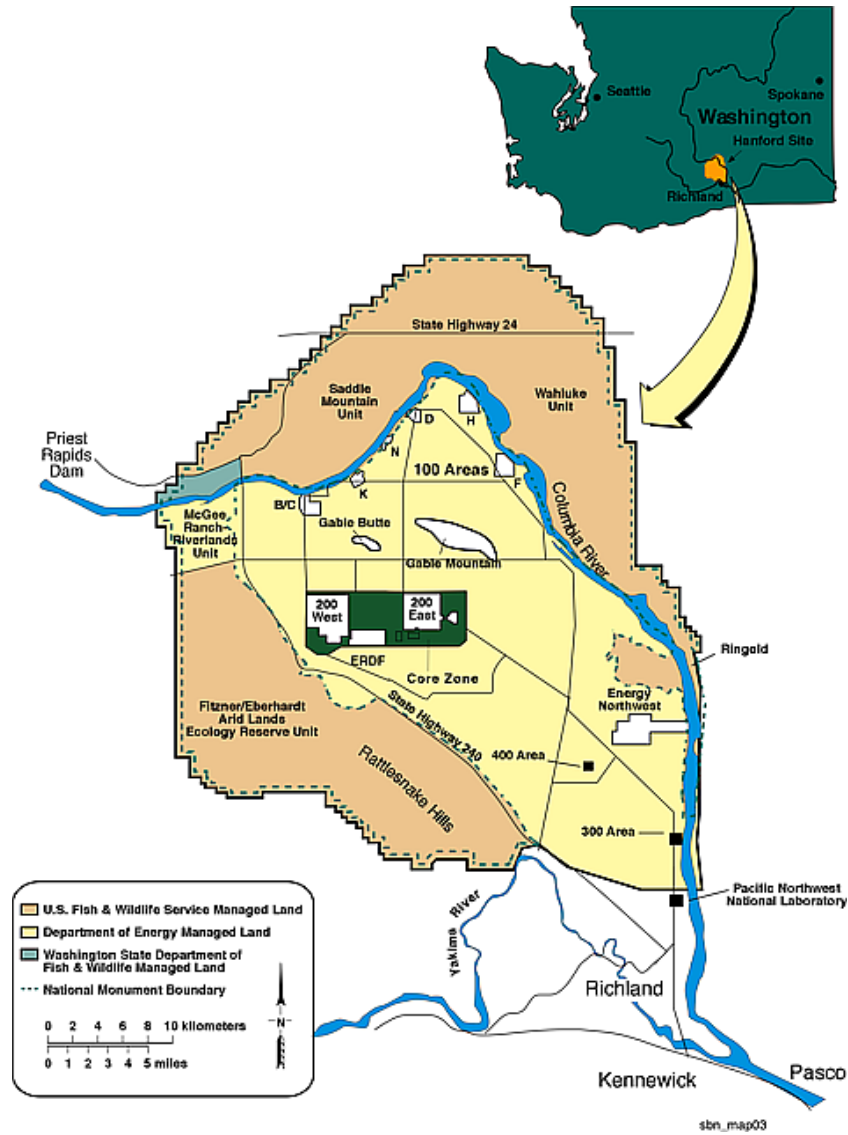 Seattle
Spokane
Washington
Hanford Site
Richland
State Highway 24
Saddle
Mountain
Unit
Wahluke
Unit
Priest
Rapids
Dam
D
H
N
100 Areas
F
K
B/C
McGee
Ranch-
Riverlands
Unit
Gable Butte
Gable Mountain
Columbia River
200
West
200
East
ERDF
Core Zone
Ringold
Energy
Northwest
Fitzner/Eberhardt
Arid Lands
Ecology Reserve Unit
State Highway 240
400 Area
Rattlesnake Hills
300 Area
Pacific Northwest
National Laboratory
U.S. Fish & Wildlife Service Managed Land
Department of Energy Managed Land
Washington State Department of
Fish & Wildlife Managed Land
National Monument Boundary
0 2 4 6 8 10 kilometers
0 1 2 3 4 5 miles
N
Yakima River
Richland
Kennewick
Pasco
sbn_map03